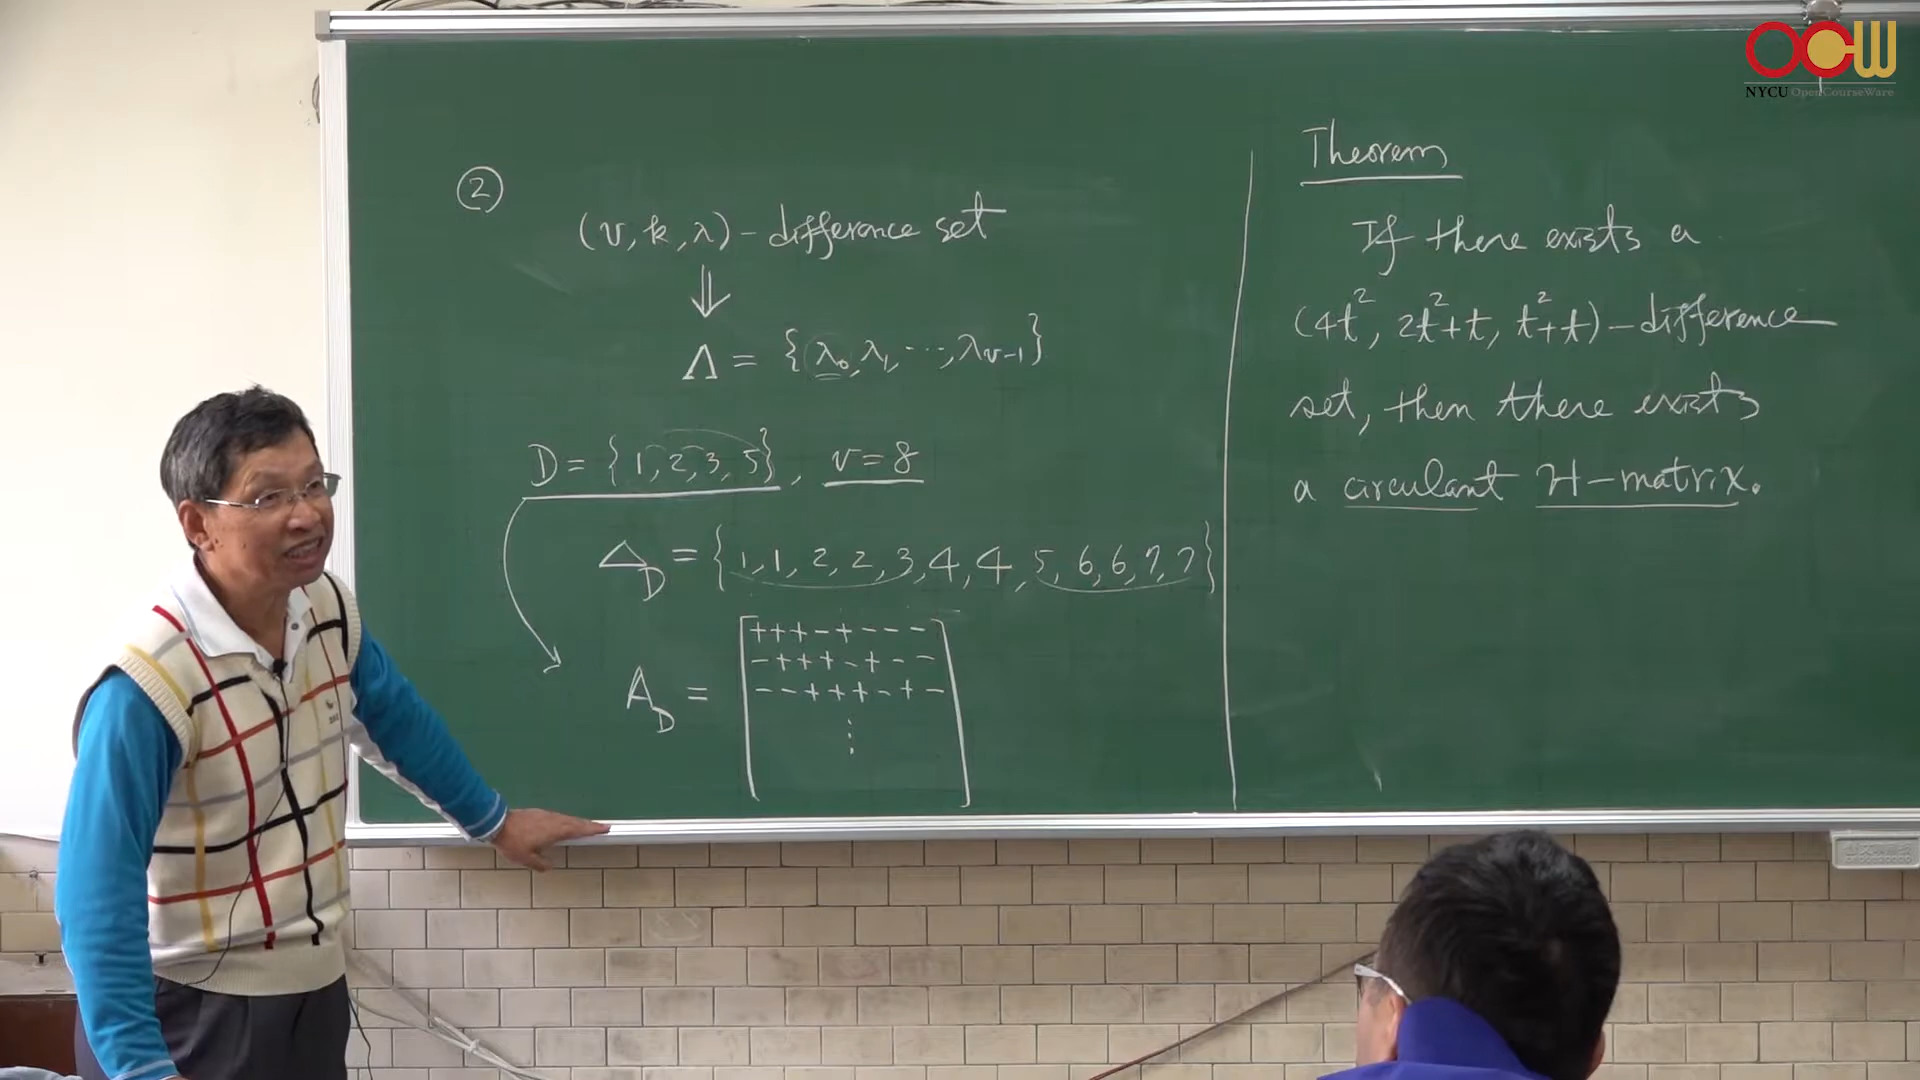 OCW
NYCU OpenCourseWare
②
(v, k, λ) – difference set
⇓
Λ = {λ₀, λ₁, ⋯, λᵥ₋₁}
D = {1, 2, 3, 5}, v = 8
Δ_D = {1, 1, 2, 2, 3, 4, 4, 5, 6, 6, 7, 7}
A_D =
+ + + – + – – –
– + + + – + – –
– – + + + – + –
⋮
Theorem
If there exists a
(4t², 2t²+t, t²+t) – difference
set, then there exists
a circulant H–matrix.